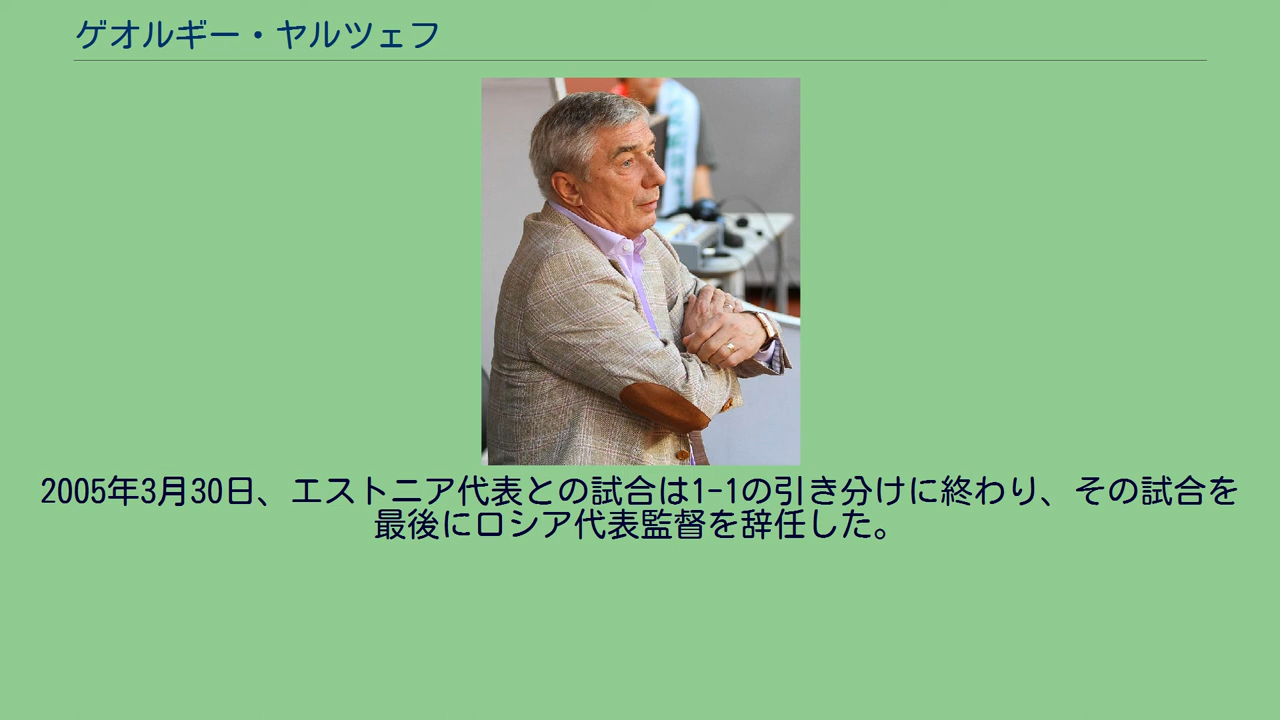 ゲオルギー・ヤルツェフ
2005年3月30日、エストニア代表との試合は1-1の引き分けに終わり、その試合を
最後にロシア代表監督を辞任した。